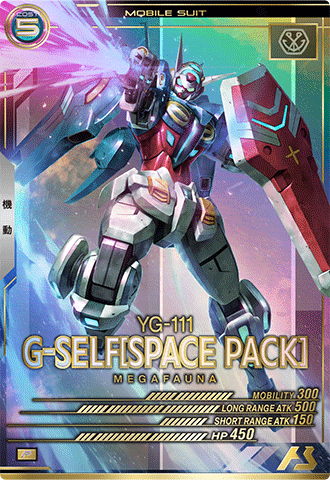 COST
5
MOBILE SUIT
機動
YG-111
G-SELF[SPACE PACK]
MEGAFAUNA
MOBILITY 300
LONG RANGE ATK 500
SHORT RANGE ATK 150
HP 450